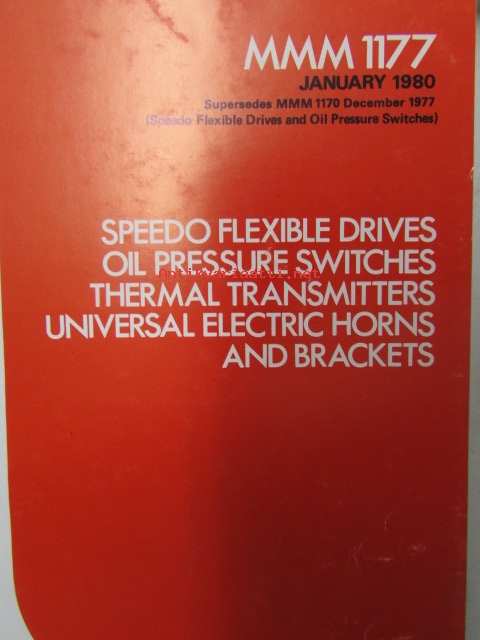 MMM 1177
JANUARY 1980
Supersedes MMM 1170 December 1977
(Speedo Flexible Drives and Oil Pressure Switches)
SPEEDO FLEXIBLE DRIVES
OIL PRESSURE SWITCHES
THERMAL TRANSMITTERS
UNIVERSAL ELECTRIC HORNS
AND BRACKETS